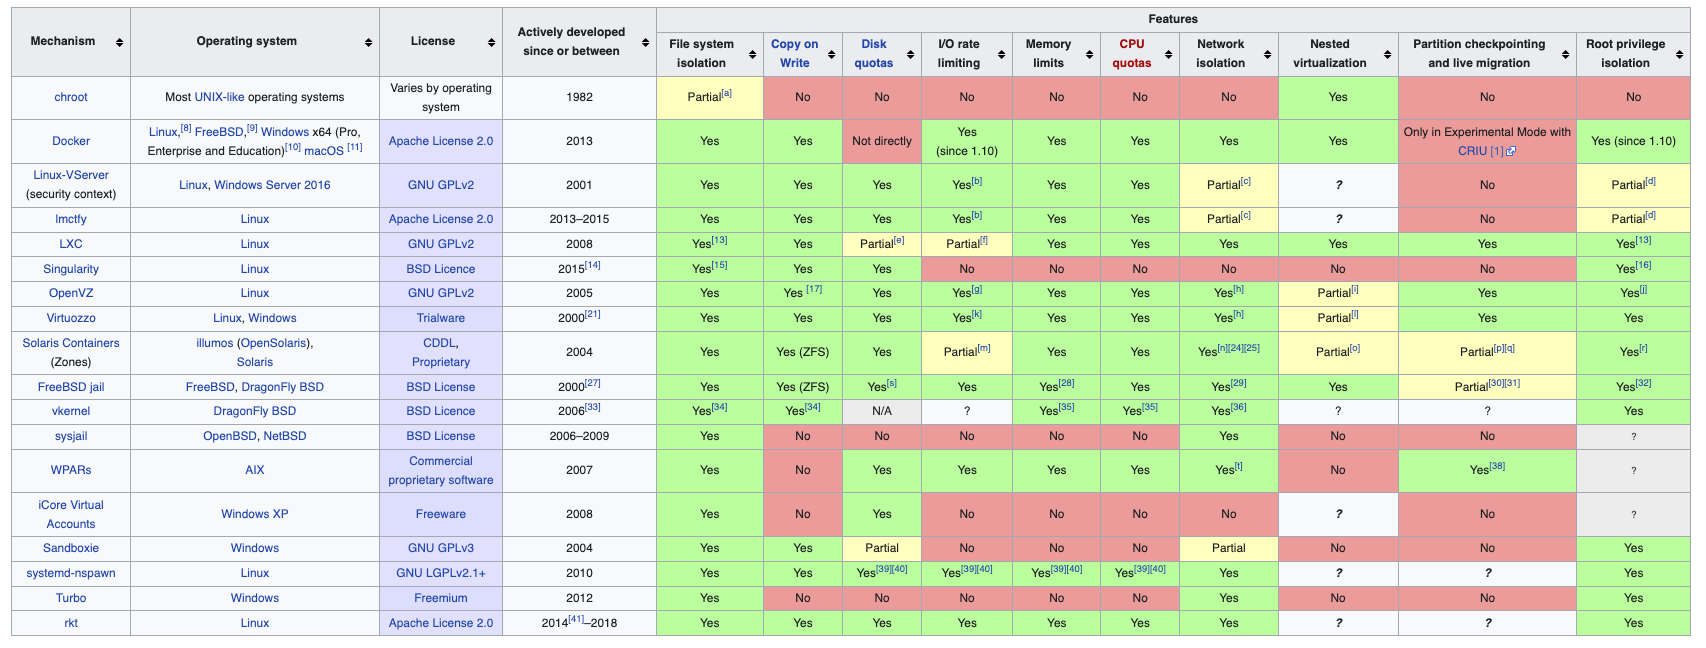 Features
Mechanism Operating system License Actively developed since or between File system isolation Copy on Write Disk quotas I/O rate limiting Memory limits CPU quotas Network isolation Nested virtualization Partition checkpointing and live migration Root privilege isolation
chroot Most UNIX-like operating systems Varies by operating system 1982 Partial[a] No No No No No No Yes No No
Docker Linux,[8] FreeBSD,[9] Windows x64 (Pro, Enterprise and Education)[10] macOS [11] Apache License 2.0 2013 Yes Yes Not directly Yes (since 1.10) Yes Yes Yes Yes Only in Experimental Mode with CRIU [1] Yes (since 1.10)
Linux-VServer (security context) Linux, Windows Server 2016 GNU GPLv2 2001 Yes Yes Yes Yes[b] Yes Yes Partial[c] ? No Partial[d]
lmctfy Linux Apache License 2.0 2013–2015 Yes Yes Yes Yes[b] Yes Yes Partial[c] ? No Partial[d]
LXC Linux GNU GPLv2 2008 Yes[13] Yes Partial[e] Partial[f] Yes Yes Yes Yes Yes Yes[13]
Singularity Linux BSD Licence 2015[14] Yes[15] Yes Yes No No No No No No Yes[16]
OpenVZ Linux GNU GPLv2 2005 Yes Yes [17] Yes Yes[g] Yes Yes Yes[h] Partial[i] Yes Yes[j]
Virtuozzo Linux, Windows Trialware 2000[21] Yes Yes Yes Yes[k] Yes Yes Yes[h] Partial[l] Yes Yes
Solaris Containers (Zones) illumos (OpenSolaris), Solaris CDDL, Proprietary 2004 Yes Yes (ZFS) Yes Partial[m] Yes Yes Yes[n][24][25] Partial[o] Partial[p][q] Yes[r]
FreeBSD jail FreeBSD, DragonFly BSD BSD License 2000[27] Yes Yes (ZFS) Yes[s] Yes Yes[28] Yes Yes[29] Yes Partial[30][31] Yes[32]
vkernel DragonFly BSD BSD Licence 2006[33] Yes[34] Yes[34] N/A ? Yes[35] Yes[35] Yes[36] ? ? Yes
sysjail OpenBSD, NetBSD BSD License 2006–2009 Yes No No No No No Yes No No ?
WPARs AIX Commercial proprietary software 2007 Yes No Yes Yes Yes Yes Yes[t] No Yes[38] ?
iCore Virtual Accounts Windows XP Freeware 2008 Yes No Yes No No No No ? No ?
Sandboxie Windows GNU GPLv3 2004 Yes Yes Partial No No No Partial No No Yes
systemd-nspawn Linux GNU LGPLv2.1+ 2010 Yes Yes Yes[39][40] Yes[39][40] Yes[39][40] Yes[39][40] Yes ? ? Yes
Turbo Windows Freemium 2012 Yes No No No No No Yes No No Yes
rkt Linux Apache License 2.0 2014[41]–2018 Yes Yes Yes Yes Yes Yes Yes ? ? Yes